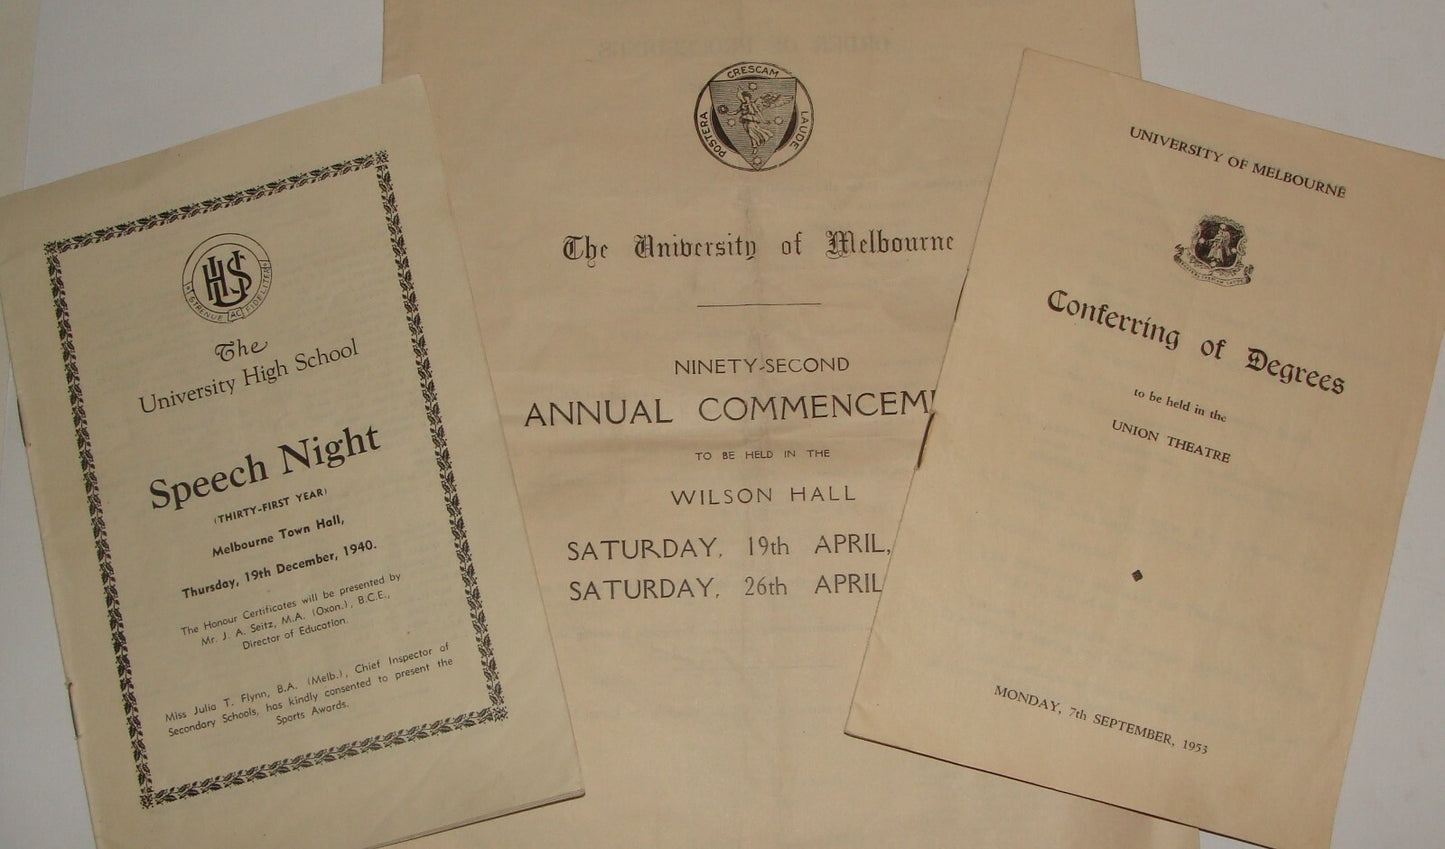 UHS
STRENUE AC FIDELITER
The
University High School
Speech Night
(THIRTY-FIRST YEAR)
Melbourne Town Hall,
Thursday, 19th December, 1940.
The Honour Certificates will be presented by
Mr. J. A. Seitz, M.A. (Oxon.), B.C.E.,
Director of Education.
Miss Julia T. Flynn, B.A. (Melb.), Chief Inspector of
Secondary Schools, has kindly consented to present the
Sports Awards.
POSTERA CRESCAM LAUDE
The University of Melbourne
NINETY-SECOND
ANNUAL COMMENCEM
TO BE HELD IN THE
WILSON HALL
SATURDAY, 19th APRIL,
SATURDAY, 26th APRIL
UNIVERSITY OF MELBOURNE
Conferring of Degrees
to be held in the
UNION THEATRE
MONDAY, 7th SEPTEMBER, 1953